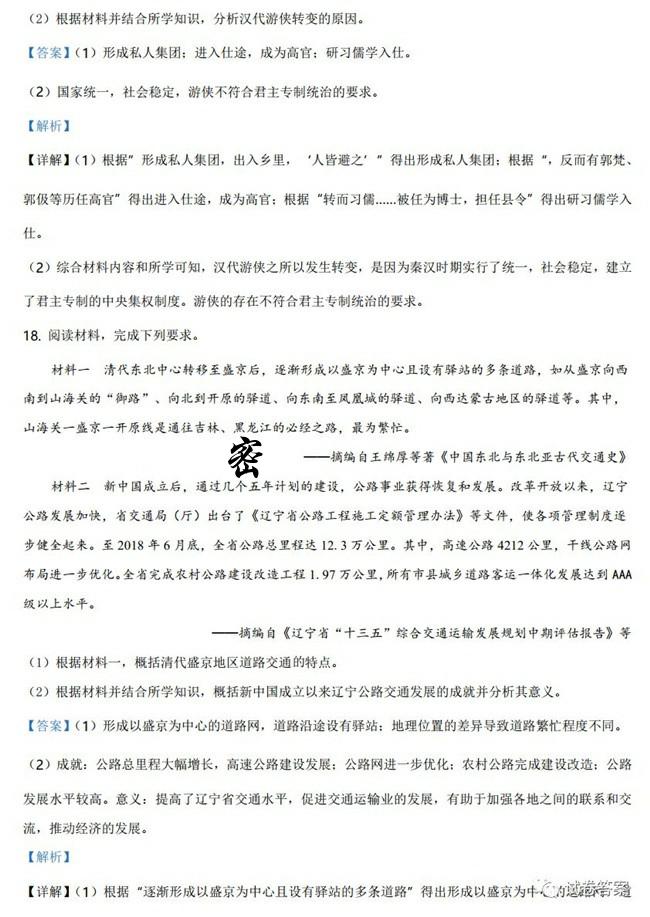 （2）根据材料并结合所学知识，分析汉代游侠转变的原因。
【答案】（1）形成私人集团；进入仕途，成为高官；研习儒学入仕。
（2）国家统一，社会稳定，游侠不符合君主专制统治的要求。
【解析】
【详解】（1）根据“形成私人集团，出入乡里，‘人皆避之’”得出形成私人集团；根据“，反而有郭梵、
郭伋等历任高官”得出进入仕途，成为高官；根据“转而习儒……被任为博士，担任县令”得出研习儒学入
仕。
（2）综合材料内容和所学可知，汉代游侠之所以发生转变，是因为秦汉时期实行了统一，社会稳定，建立
了君主专制的中央集权制度。游侠的存在不符合君主专制统治的要求。
18. 阅读材料，完成下列要求。
材料一 清代东北中心转移至盛京后，逐渐形成以盛京为中心且设有驿站的多条道路，如从盛京向西
南到山海关的“御路”、向北到开原的驿道、向东南至凤凰城的驿道、向西达蒙古地区的驿道等。其中，
山海关—盛京—开原线是通往吉林、黑龙江的必经之路，最为繁忙。
密
——摘编自王绵厚等著《中国东北与东北亚古代交通史》
材料二 新中国成立后，通过几个五年计划的建设，公路事业获得恢复和发展。改革开放以来，辽宁
公路发展加快，省交通局（厅）出台了《辽宁省公路工程施工定额管理办法》等文件，使各项管理制度逐
步健全起来。至 2018 年 6 月底，全省公路总里程达 12.3 万公里。其中，高速公路 4212 公里，干线公路网
布局进一步优化。全省完成农村公路建设改造工程 1.97 万公里，所有市县城乡道路客运一体化发展达到 AAA
级以上水平。
——摘编自《辽宁省“十三五”综合交通运输发展规划中期评估报告》等
（1）根据材料一，概括清代盛京地区道路交通的特点。
（2）根据材料并结合所学知识，概括新中国成立以来辽宁公路交通发展的成就并分析其意义。
【答案】（1）形成以盛京为中心的道路网，道路沿途设有驿站；地理位置的差异导致道路繁忙程度不同。
（2）成就：公路总里程大幅增长，高速公路建设发展；公路网进一步优化；农村公路完成建设改造；公路
发展水平较高。意义：提高了辽宁省交通水平，促进交通运输业的发展，有助于加强各地之间的联系和交
流，推动经济的发展。
【解析】
【详解】（1）根据“逐渐形成以盛京为中心且设有驿站的多条道路”得出形成以盛京为中
试卷答案